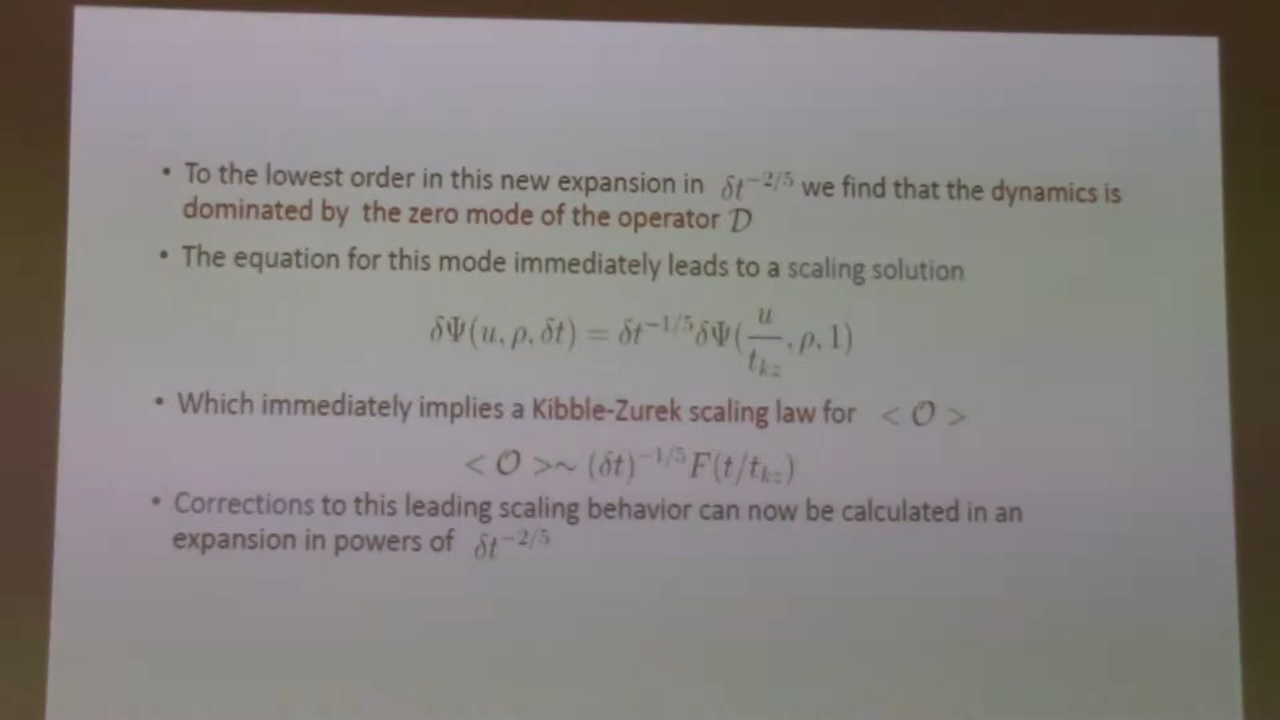 • To the lowest order in this new expansion in δt^{-2/5} we find that the dynamics is
dominated by the zero mode of the operator 𝒟
• The equation for this mode immediately leads to a scaling solution
δΨ(u, ρ, δt) = δt^{-1/5}δΨ(u/t_{kz}, ρ, 1)
• Which immediately implies a Kibble-Zurek scaling law for < 𝒪 >
< 𝒪 >∼ (δt)^{-1/5}F(t/t_{kz})
• Corrections to this leading scaling behavior can now be calculated in an
expansion in powers of δt^{-2/5}